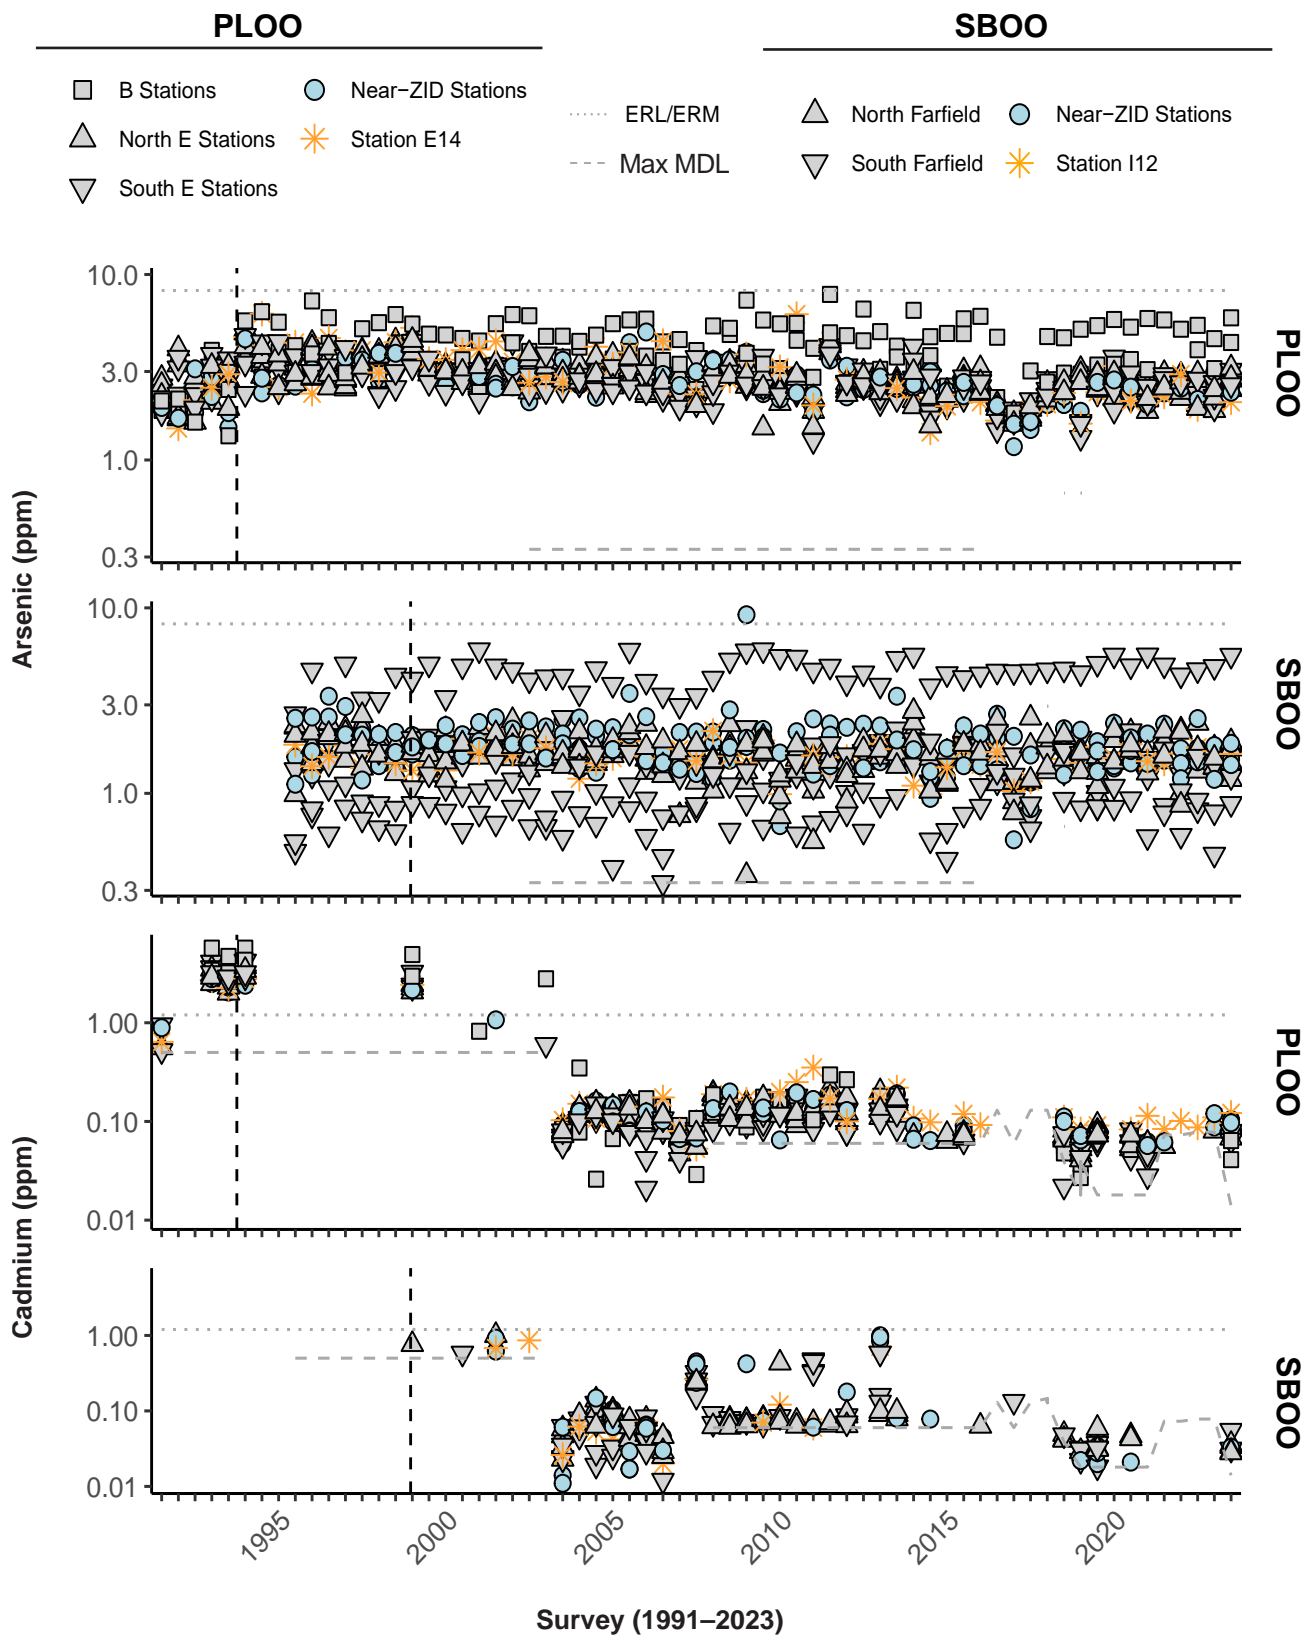 PLOO
SBOO
B Stations
Near−ZID Stations
North E Stations
Station E14
South E Stations
ERL/ERM
Max MDL
North Farfield
Near−ZID Stations
South Farfield
Station I12
Arsenic (ppm)
10.0
3.0
1.0
0.3
PLOO
10.0
3.0
1.0
0.3
SBOO
Cadmium (ppm)
1.00
0.10
0.01
PLOO
1.00
0.10
0.01
SBOO
1995
2000
2005
2010
2015
2020
Survey (1991–2023)